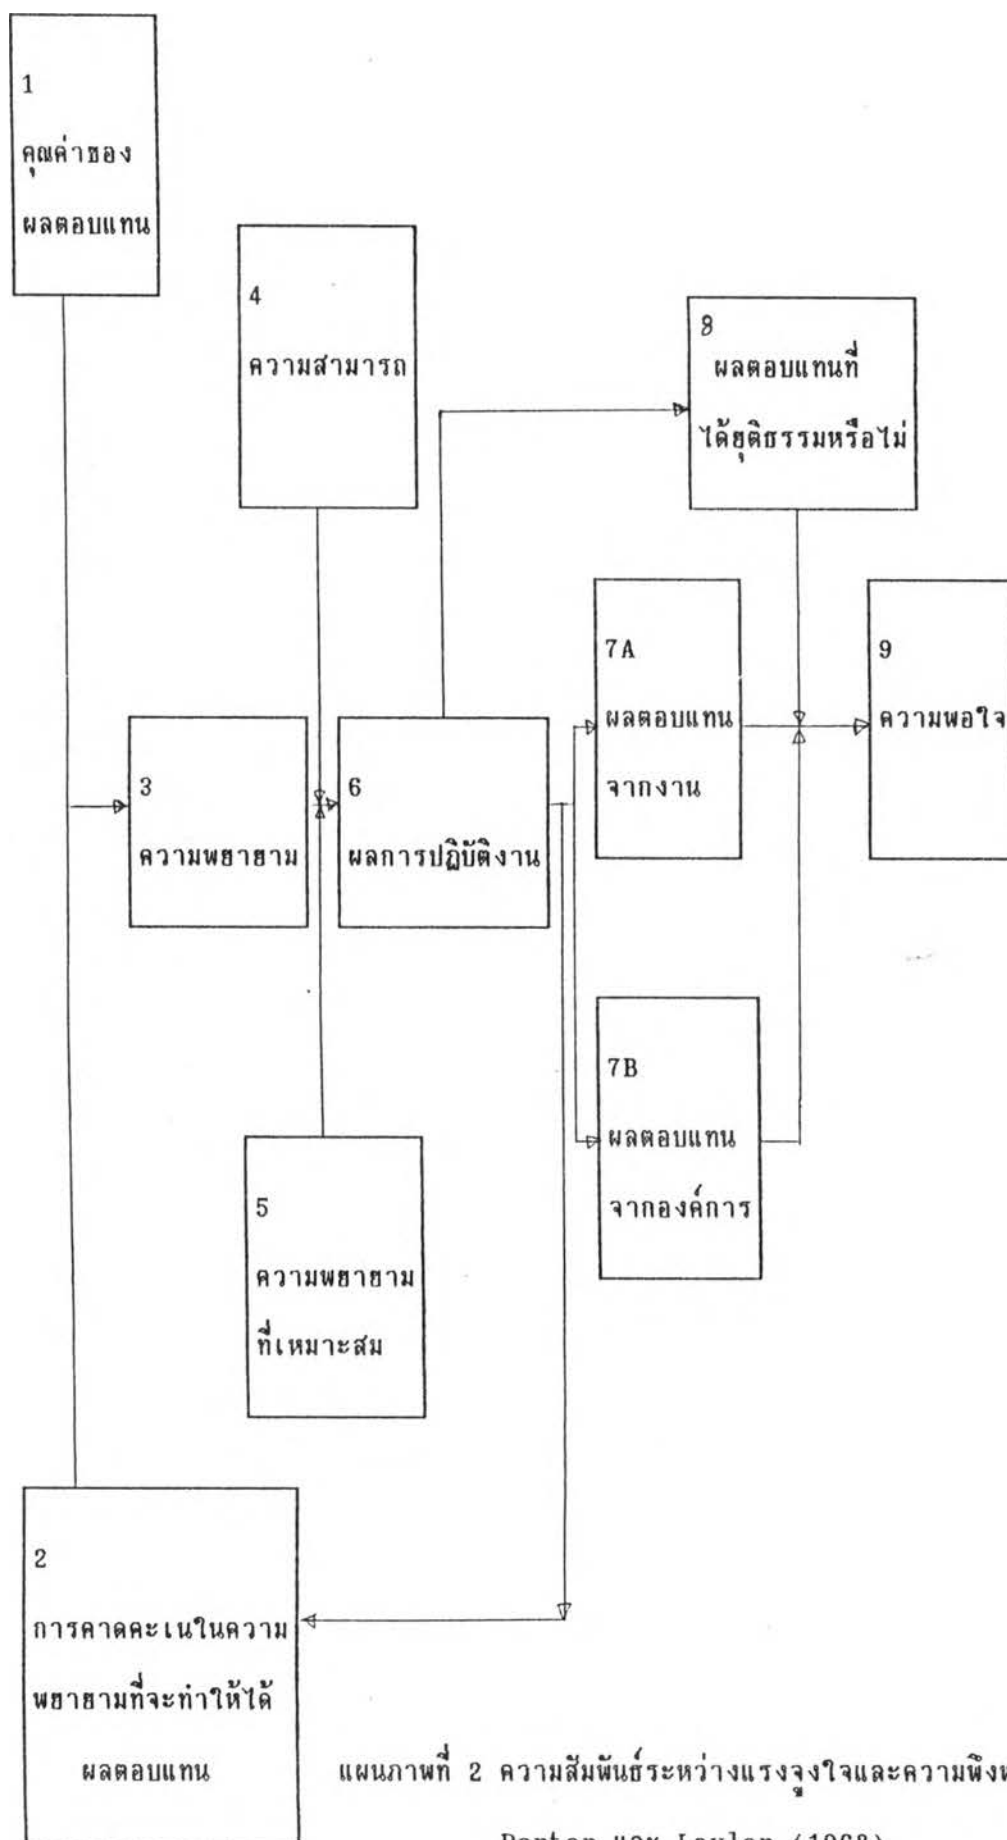 1
คุณค่าของ
ผลตอบแทน
4
ความสามารถ
8
ผลตอบแทนที่
ได้ยุติธรรมหรือไม่
7A
ผลตอบแทน
จากงาน
9
ความพอใจ
3
ความพยายาม
6
ผลการปฏิบัติงาน
7B
ผลตอบแทน
จากองค์การ
5
ความพยายาม
ที่เหมาะสม
2
การคาดคะเนในความ
พยายามที่จะทำให้ได้
ผลตอบแทน
แผนภาพที่ 2 ความสัมพันธ์ระหว่างแรงจูงใจและความพึงพ
Porter และ Lawler (1968)